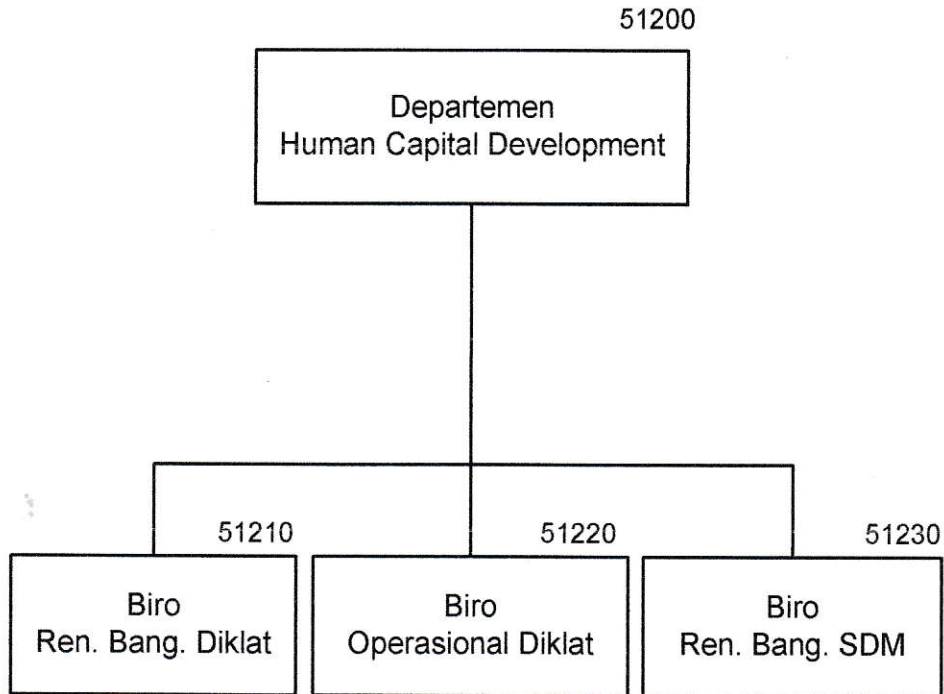 51200
Departemen
Human Capital Development
51210
Biro
Ren. Bang. Diklat
51220
Biro
Operasional Diklat
51230
Biro
Ren. Bang. SDM